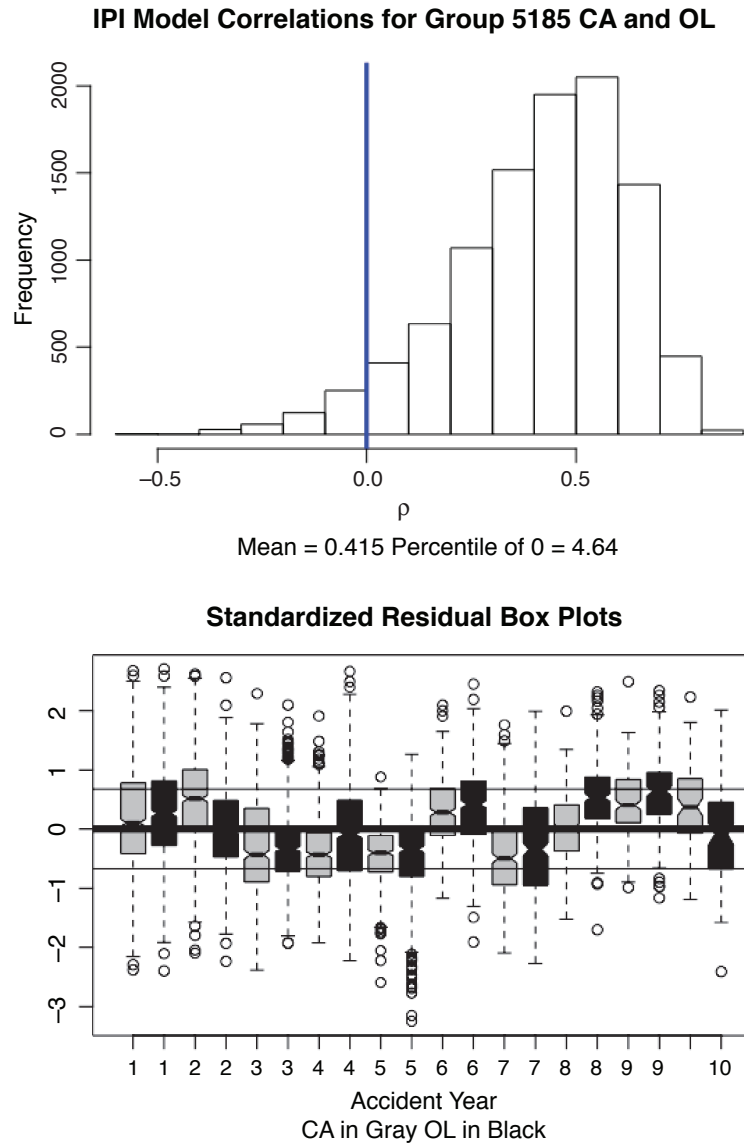 IPI Model Correlations for Group 5185 CA and OL
Frequency
2000
1500
1000
500
0
–0.5 0.0 0.5
ρ
Mean = 0.415 Percentile of 0 = 4.64
Standardized Residual Box Plots
2
1
0
–1
–2
–3
1 1 2 2 3 3 4 4 5 5 6 6 7 7 8 8 9 9 10
Accident Year
CA in Gray OL in Black